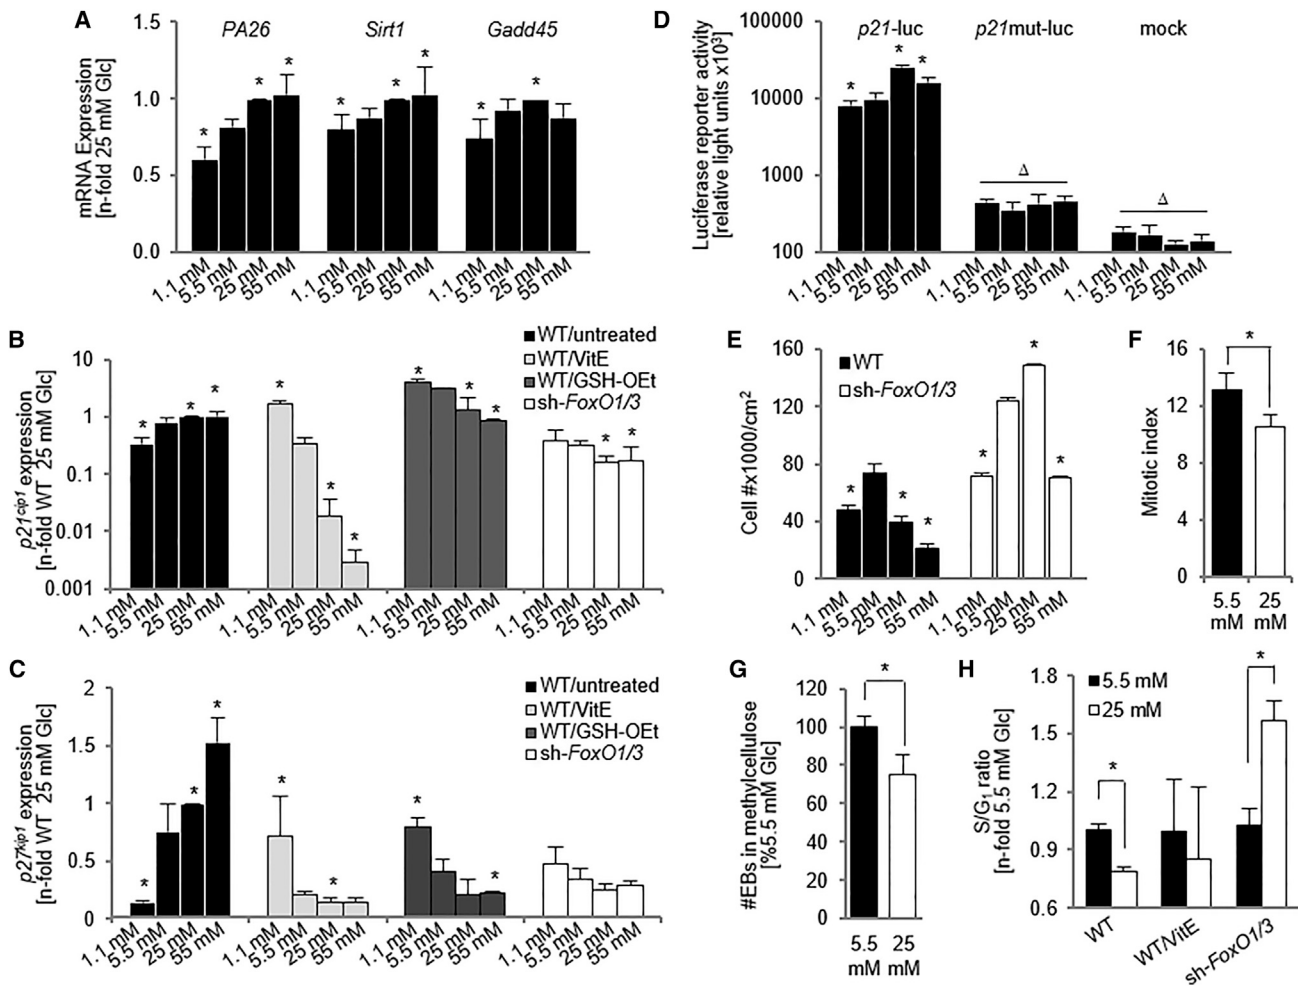 A
mRNA Expression
[n-fold 25 mM Glc]
1.5
1.0
0.5
0.0
PA26
Sirt1
Gadd45
* * * * * * * *
1.1 mM 5.5 mM 25 mM 55 mM 1.1 mM 5.5 mM 25 mM 55 mM 1.1 mM 5.5 mM 25 mM 55 mM
D
Luciferase reporter activity
[relative light units x10³]
100000
10000
1000
100
p21-luc
p21mut-luc
mock
* * *
Δ
Δ
1.1 mM 5.5 mM 25 mM 55 mM 1.1 mM 5.5 mM 25 mM 55 mM 1.1 mM 5.5 mM 25 mM 55 mM
B
p21ᶜⁱᵖ¹ expression
[n-fold WT 25 mM Glc]
10
1
0.1
0.01
0.001
WT/untreated
WT/VitE
WT/GSH-OEt
sh-FoxO1/3
* * * * * * * * * * *
1.1 mM 5.5 mM 25 mM 55 mM 1.1 mM 5.5 mM 25 mM 55 mM 1.1 mM 5.5 mM 25 mM 55 mM 1.1 mM 5.5 mM 25 mM 55 mM
E
Cell #x1000/cm²
160
120
80
40
0
WT
sh-FoxO1/3
* * * * * *
1.1 mM 5.5 mM 25 mM 55 mM 1.1 mM 5.5 mM 25 mM 55 mM
F
Mitotic index
16
12
8
4
0
*
5.5 mM
25 mM
C
p27ᵏⁱᵖ¹ expression
[n-fold WT 25 mM Glc]
2
1.5
1
0.5
0
WT/untreated
WT/VitE
WT/GSH-OEt
sh-FoxO1/3
* * * * * * *
1.1 mM 5.5 mM 25 mM 55 mM 1.1 mM 5.5 mM 25 mM 55 mM 1.1 mM 5.5 mM 25 mM 55 mM 1.1 mM 5.5 mM 25 mM 55 mM
G
#EBs in methylcellulose
[%5.5 mM Glc]
120
100
80
60
40
20
0
*
5.5 mM
25 mM
H
S/G₁ ratio
[n-fold 5.5 mM Glc]
1.8
1.5
1.2
0.9
0.6
5.5 mM
25 mM
* *
WT
WT/VitE
sh-FoxO1/3